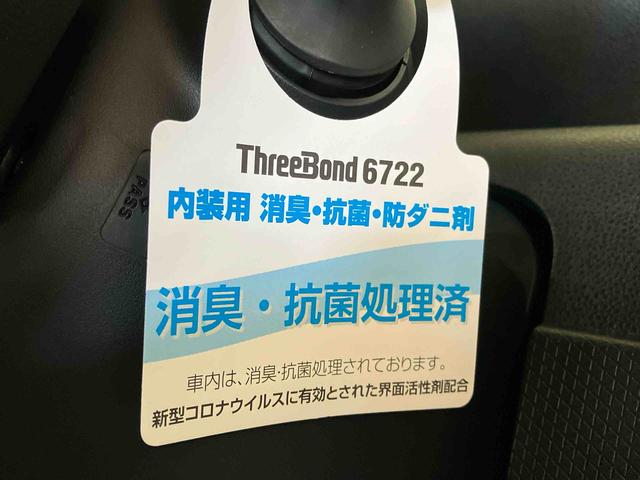 ThreeBond 6722
内装用 消臭・抗菌・防ダニ剤
消臭・抗菌処理済
車内は、消臭・抗菌処理されております。
新型コロナウイルスに有効とされた界面活性剤配合
PASS